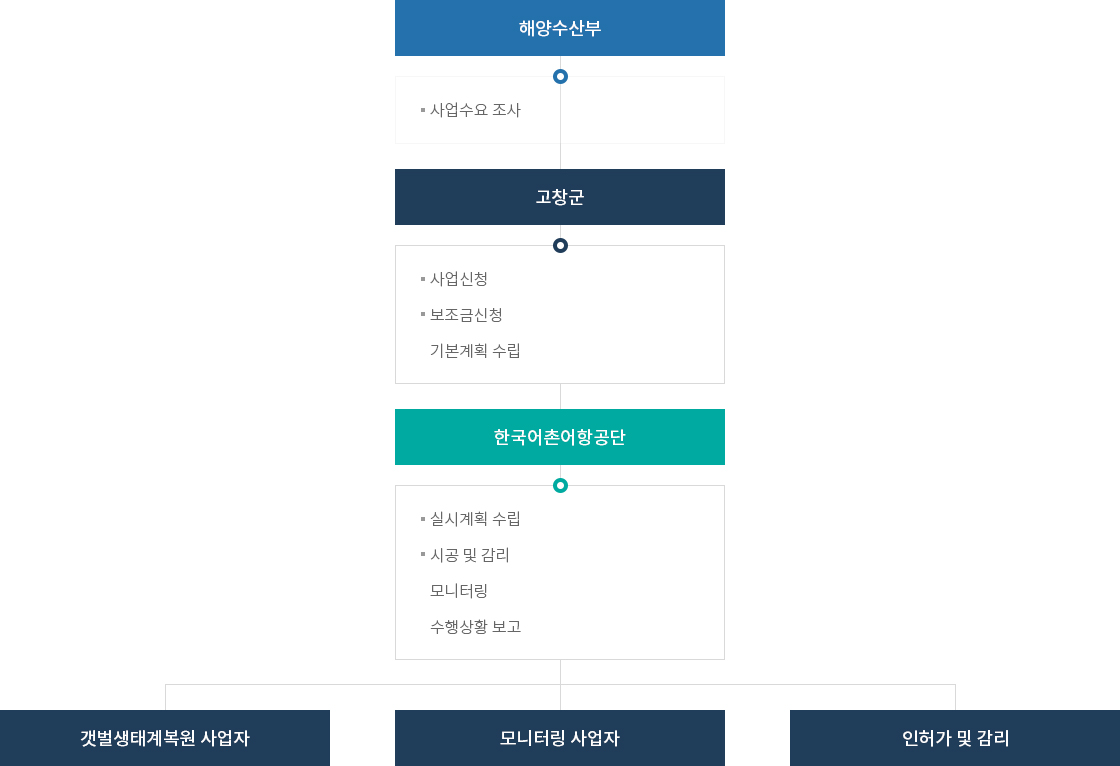 해양수산부
사업수요 조사
고창군
사업신청
보조금신청
기본계획 수립
한국어촌어항공단
실시계획 수립
시공 및 감리
모니터링
수행상황 보고
갯벌생태계복원 사업자
모니터링 사업자
인허가 및 감리